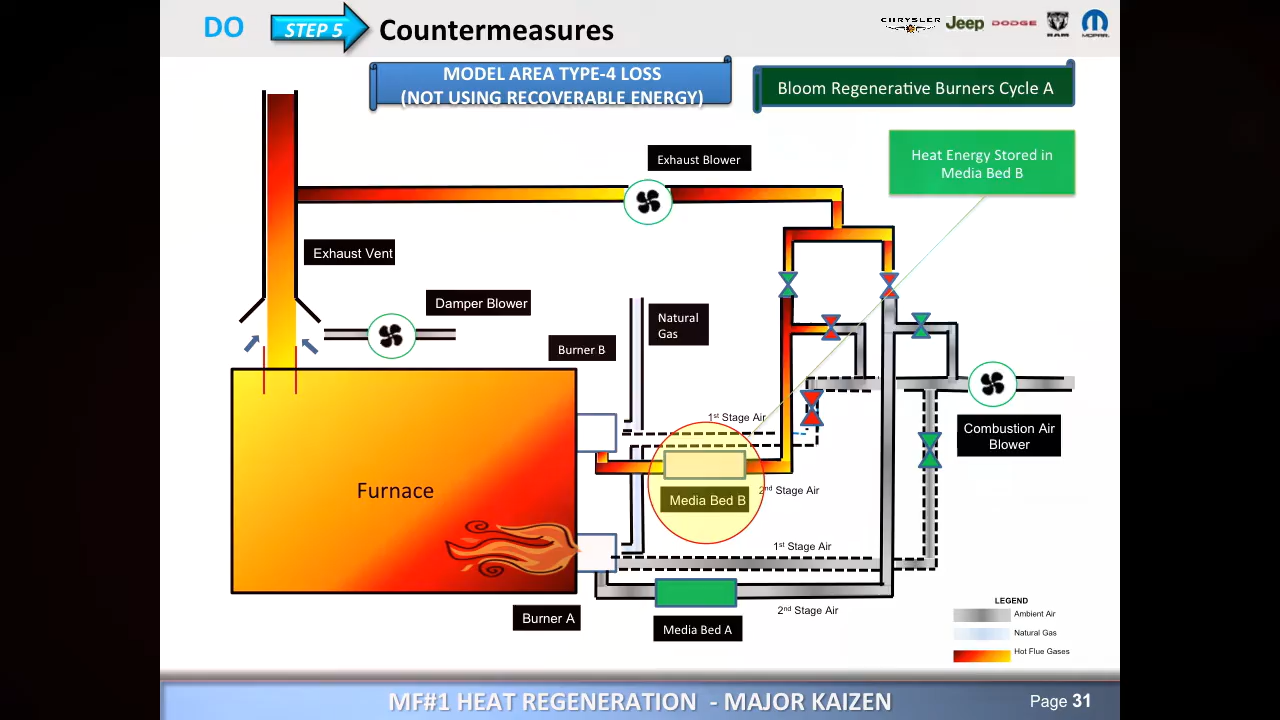 DO
STEP 5
Countermeasures
CHRYSLER
Jeep
DODGE
RAM
MOPAR
MODEL AREA TYPE-4 LOSS
(NOT USING RECOVERABLE ENERGY)
Bloom Regenerative Burners Cycle A
Heat Energy Stored in
Media Bed B
Exhaust Blower
Exhaust Vent
Damper Blower
Natural
Gas
Burner B
1st Stage Air
Combustion Air
Blower
Furnace
Media Bed B
2nd Stage Air
1st Stage Air
Burner A
2nd Stage Air
Media Bed A
LEGEND
Ambient Air
Natural Gas
Hot Flue Gases
MF#1 HEAT REGENERATION - MAJOR KAIZEN
Page 31